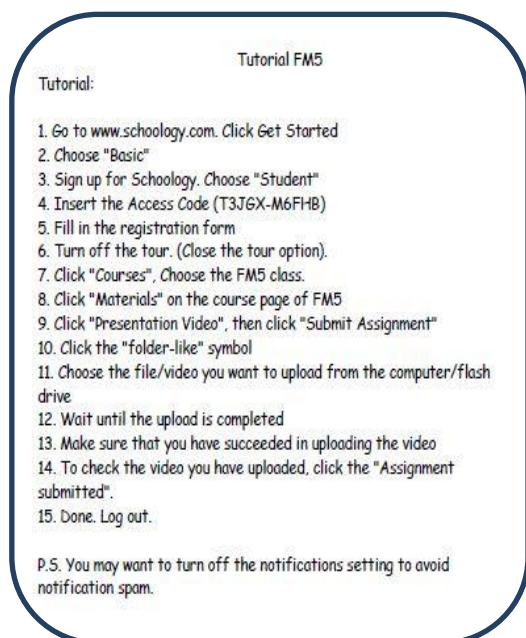 Tutorial FM5
Tutorial:
1. Go to www.schoology.com. Click Get Started
2. Choose "Basic"
3. Sign up for Schoology. Choose "Student"
4. Insert the Access Code (T3JGX-M6FHB)
5. Fill in the registration form
6. Turn off the tour. (Close the tour option).
7. Click "Courses", Choose the FM5 class.
8. Click "Materials" on the course page of FM5
9. Click "Presentation Video", then click "Submit Assignment"
10. Click the "folder-like" symbol
11. Choose the file/video you want to upload from the computer/flash
drive
12. Wait until the upload is completed
13. Make sure that you have succeeded in uploading the video
14. To check the video you have uploaded, click the "Assignment
submitted".
15. Done. Log out.
P.S. You may want to turn off the notifications setting to avoid
notification spam.